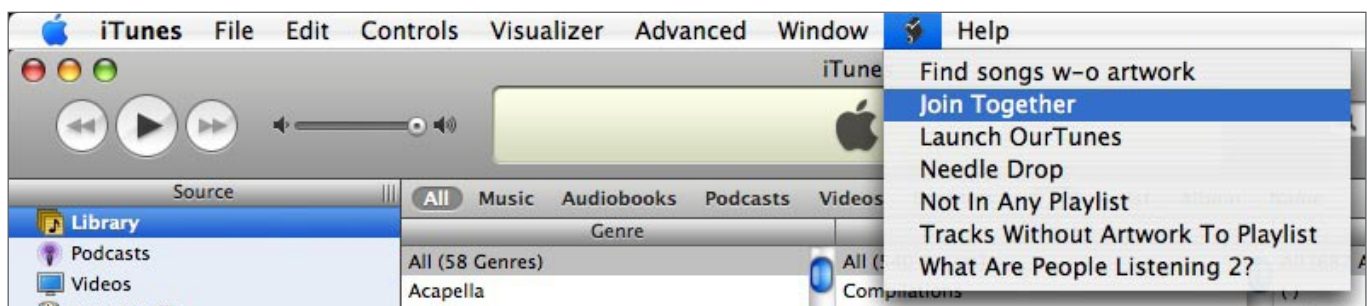 iTunes File Edit Controls Visualizer Advanced Window Help
iTune
Find songs w-o artwork
Join Together
Launch OurTunes
Needle Drop
Not In Any Playlist
Tracks Without Artwork To Playlist
What Are People Listening 2?
Source
Library
Podcasts
Videos
All Music Audiobooks Podcasts Videos
Genre
All (58 Genres)
Acapella
All (
Compilations